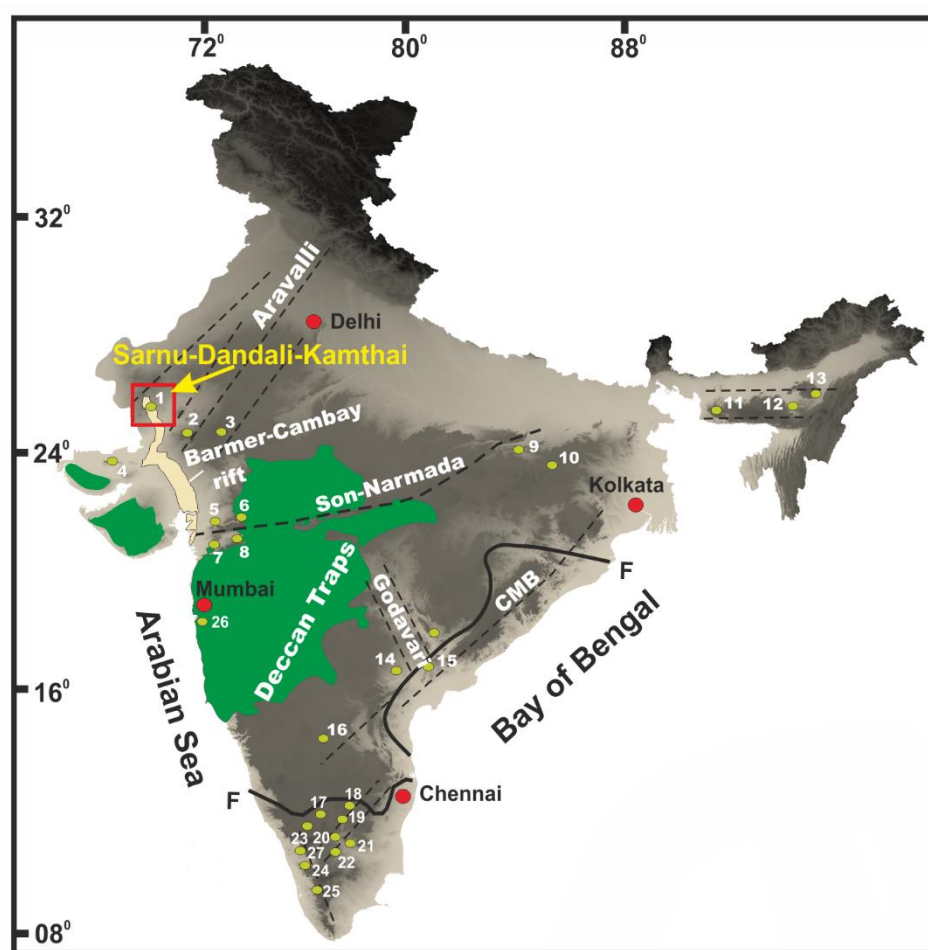 72⁰
80⁰
88⁰
32⁰
Aravalli
Delhi
Sarnu-Dandali-Kamthai
1
13
11
12
2
3
Barmer-Cambay
rift
24⁰
4
9
10
Son-Narmada
Kolkata
5
6
7
8
F
Mumbai
26
Deccan Traps
Godavari
CMB
14
15
Arabian Sea
Bay of Bengal
16⁰
16
F
Chennai
17
18
19
23
20
21
27
22
24
25
08⁰